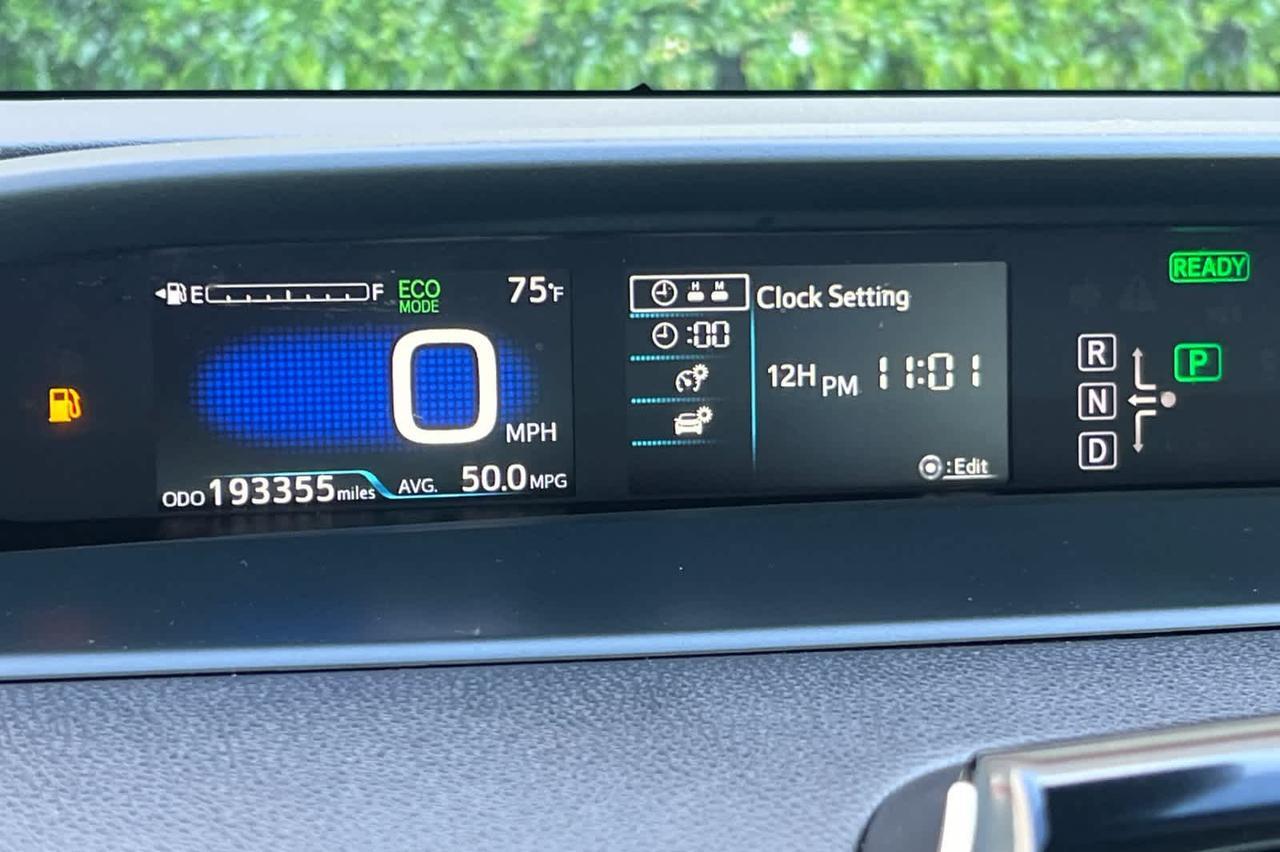 E F ECO MODE 75°F
0 MPH
ODO 193355 miles AVG. 50.0 MPG
H M
:00
Clock Setting
12H PM 11:01
:Edit
READY
R
N
D
P